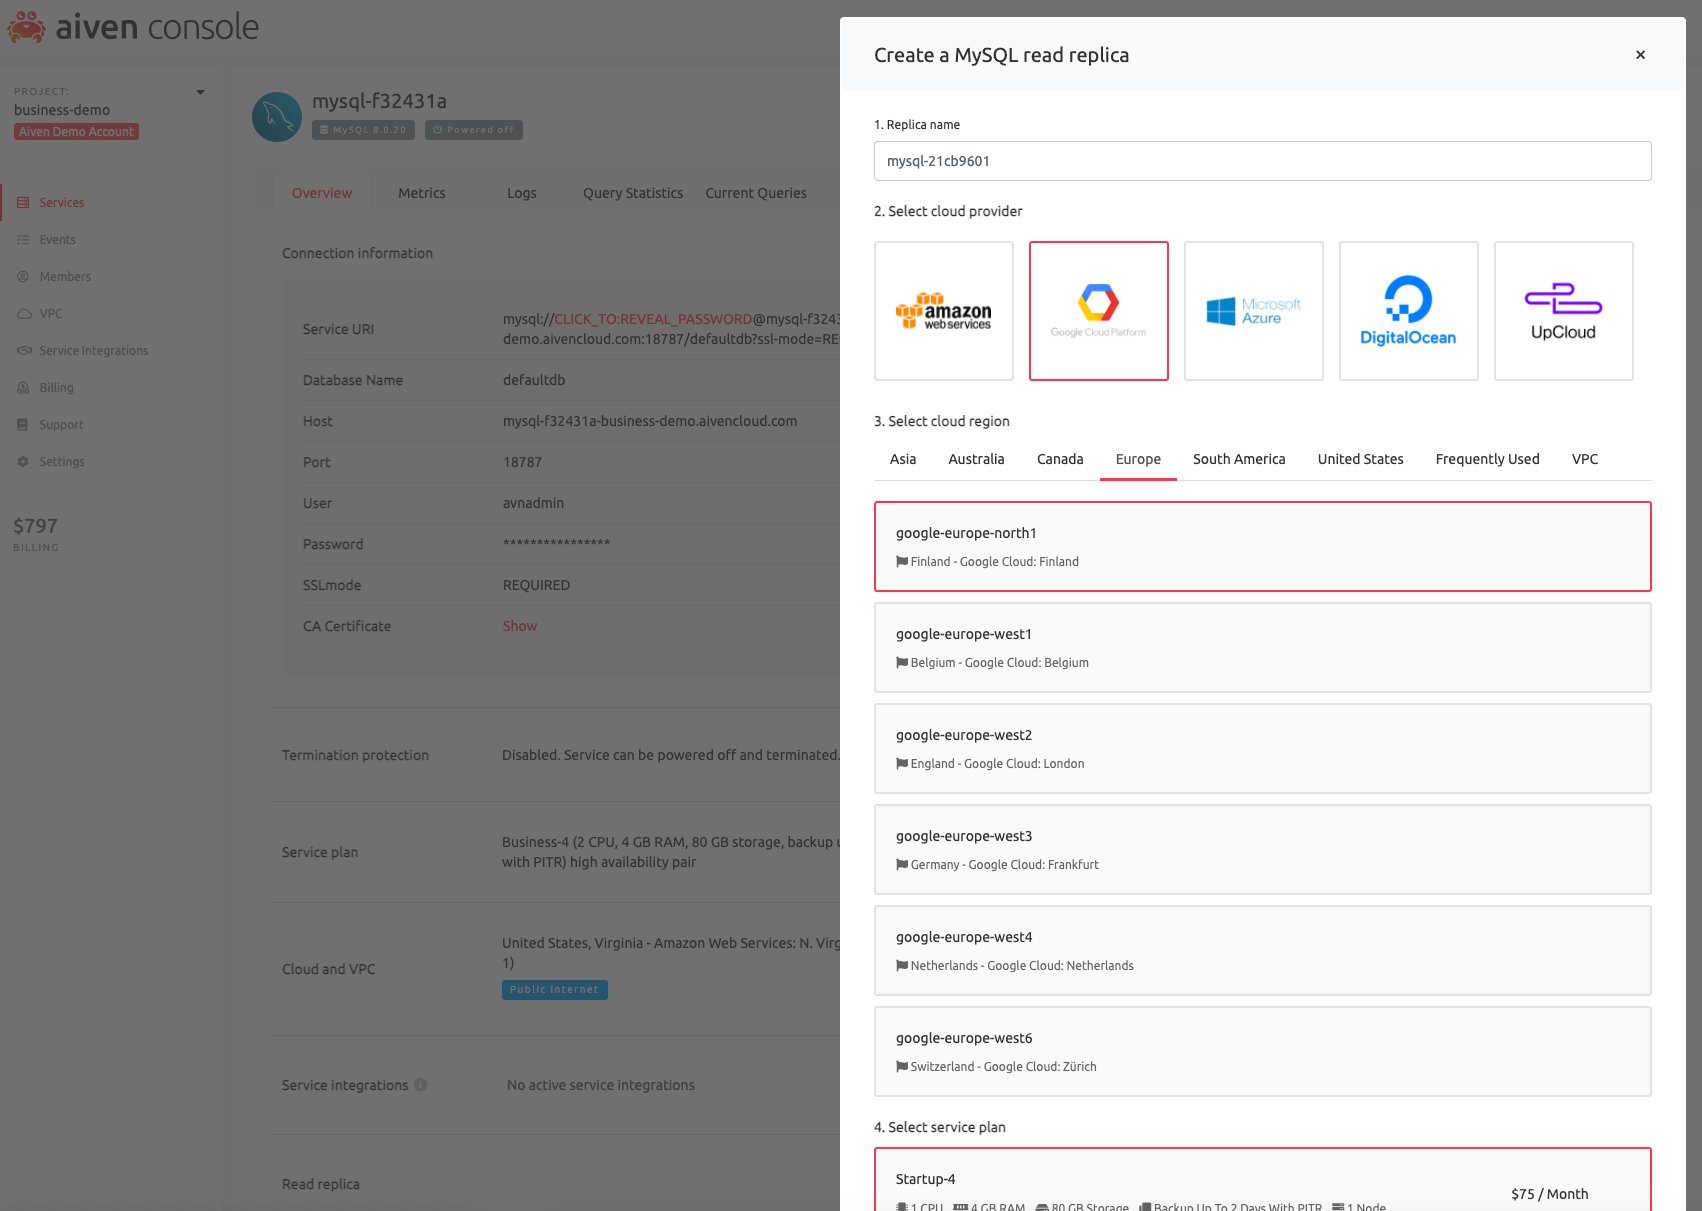 aiven console
PROJECT:
business-demo
Aiven Demo Account
Services
Events
Members
VPC
Service Integrations
Billing
Support
Settings
$797
BILLING
mysql-f32431a
MySQL 8.0.20
Powered off
Overview
Metrics
Logs
Query Statistics
Current Queries
Connection information
Service URI
mysql://CLICK_TO:REVEAL_PASSWORD@mysql-f3243
demo.aivencloud.com:18787/defaultdb?ssl-mode=RE
Database Name
defaultdb
Host
mysql-f32431a-business-demo.aivencloud.com
Port
18787
User
avnadmin
Password
****************
SSLmode
REQUIRED
CA Certificate
Show
Termination protection
Disabled. Service can be powered off and terminated.
Service plan
Business-4 (2 CPU, 4 GB RAM, 80 GB storage, backup u
with PITR) high availability pair
Cloud and VPC
United States, Virginia - Amazon Web Services: N. Virg
1)
Public Internet
Service integrations
No active service integrations
Read replica
Create a MySQL read replica
×
1. Replica name
mysql-21cb9601
2. Select cloud provider
amazon
web services
Google Cloud Platform
Microsoft
Azure
DigitalOcean
UpCloud
3. Select cloud region
Asia
Australia
Canada
Europe
South America
United States
Frequently Used
VPC
google-europe-north1
Finland - Google Cloud: Finland
google-europe-west1
Belgium - Google Cloud: Belgium
google-europe-west2
England - Google Cloud: London
google-europe-west3
Germany - Google Cloud: Frankfurt
google-europe-west4
Netherlands - Google Cloud: Netherlands
google-europe-west6
Switzerland - Google Cloud: Zürich
4. Select service plan
Startup-4
$75 / Month
1 CPU 4 GB RAM 80 GB Storage Backup Up To 2 Days With PITR 1 Node